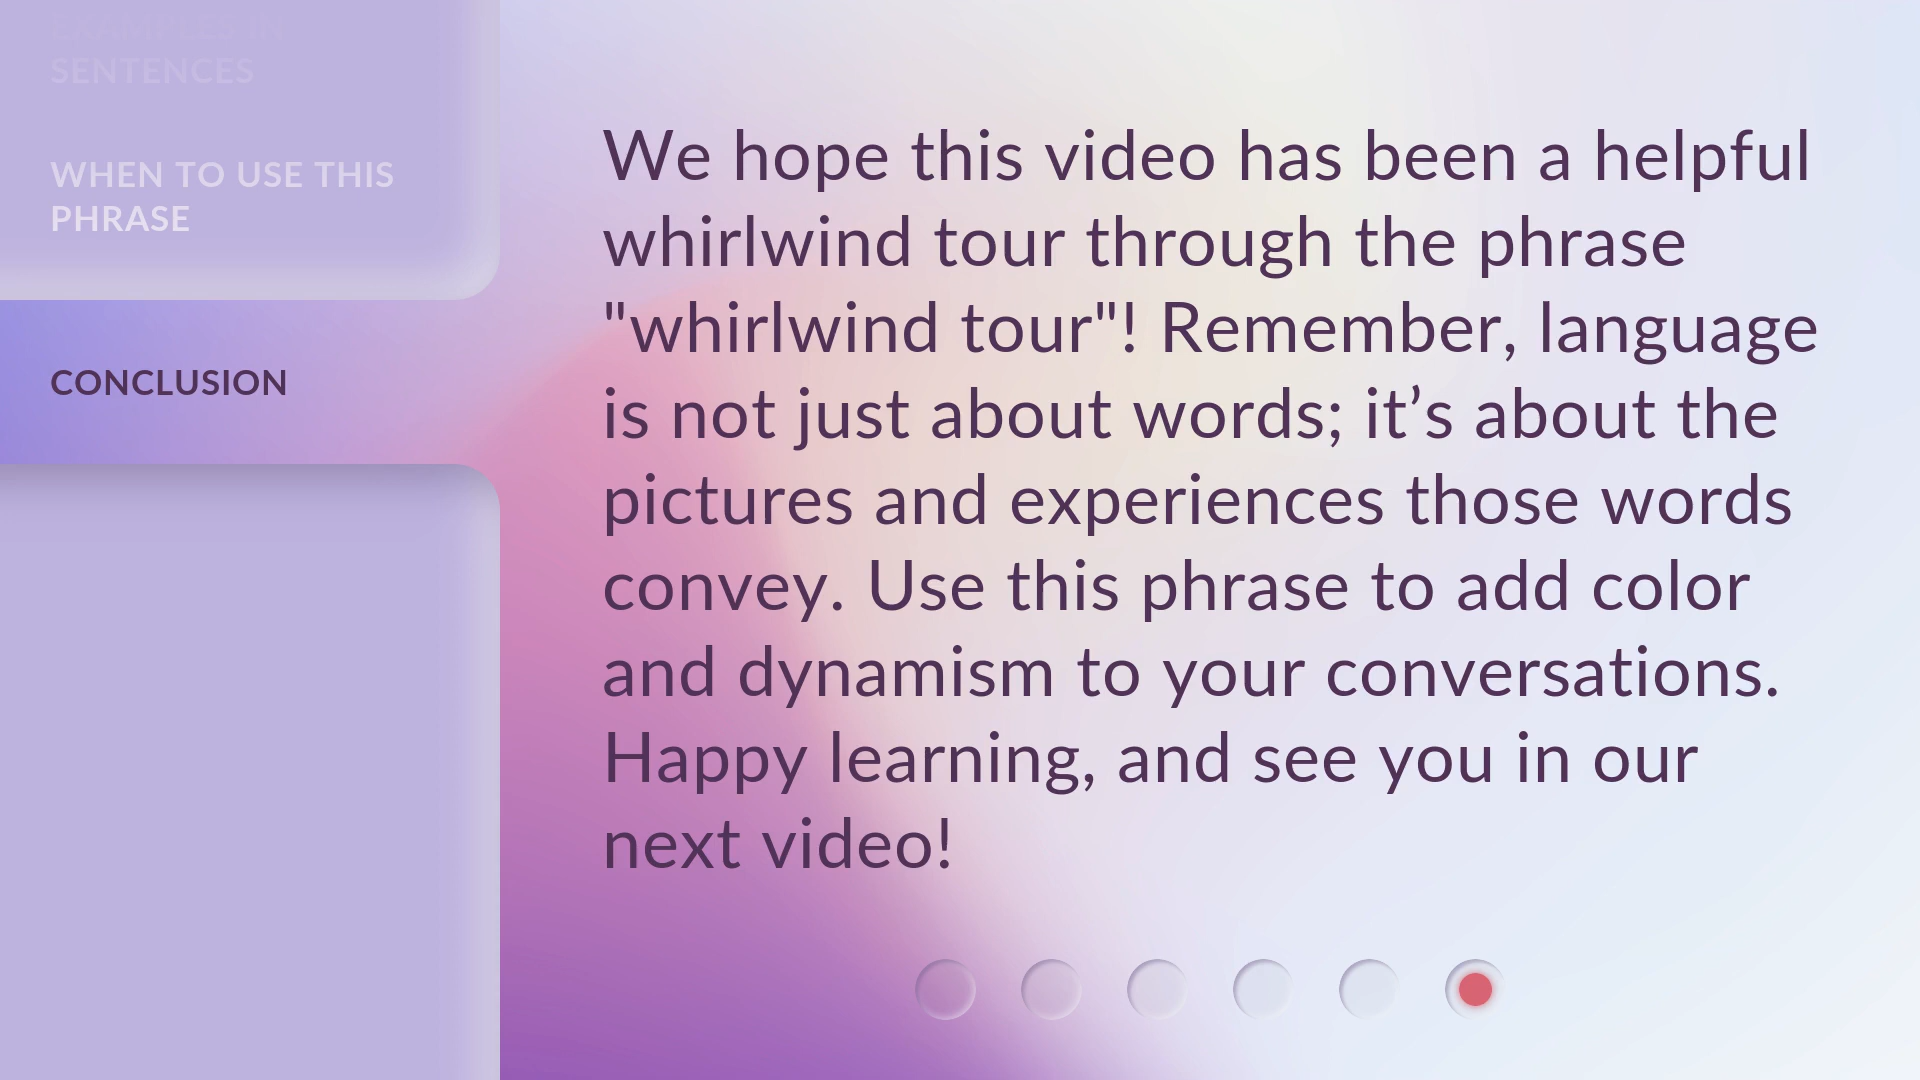 EXAMPLES IN
SENTENCES
WHEN TO USE THIS
PHRASE
CONCLUSION
We hope this video has been a helpful
whirlwind tour through the phrase
"whirlwind tour"! Remember, language
is not just about words; it’s about the
pictures and experiences those words
convey. Use this phrase to add color
and dynamism to your conversations.
Happy learning, and see you in our
next video!